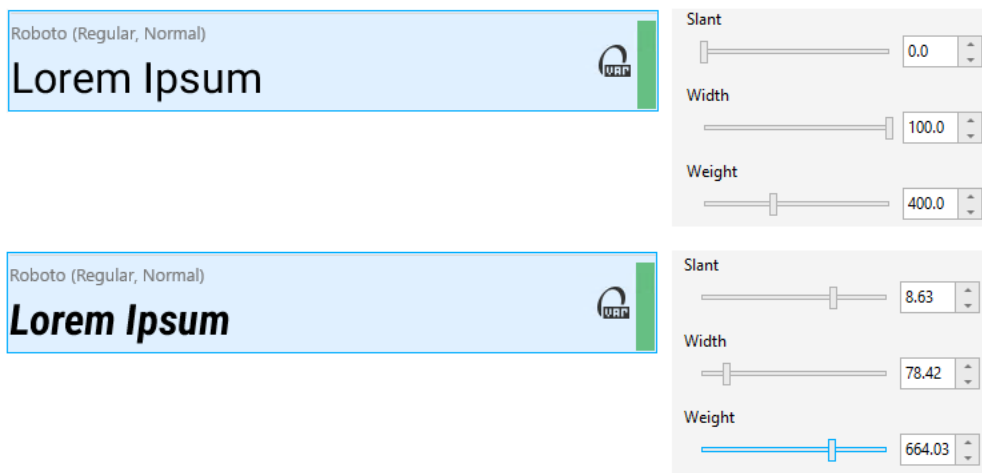 Roboto (Regular, Normal)
Lorem Ipsum
VAR
Slant
0.0
Width
100.0
Weight
400.0
Roboto (Regular, Normal)
Lorem Ipsum
VAR
Slant
8.63
Width
78.42
Weight
664.03